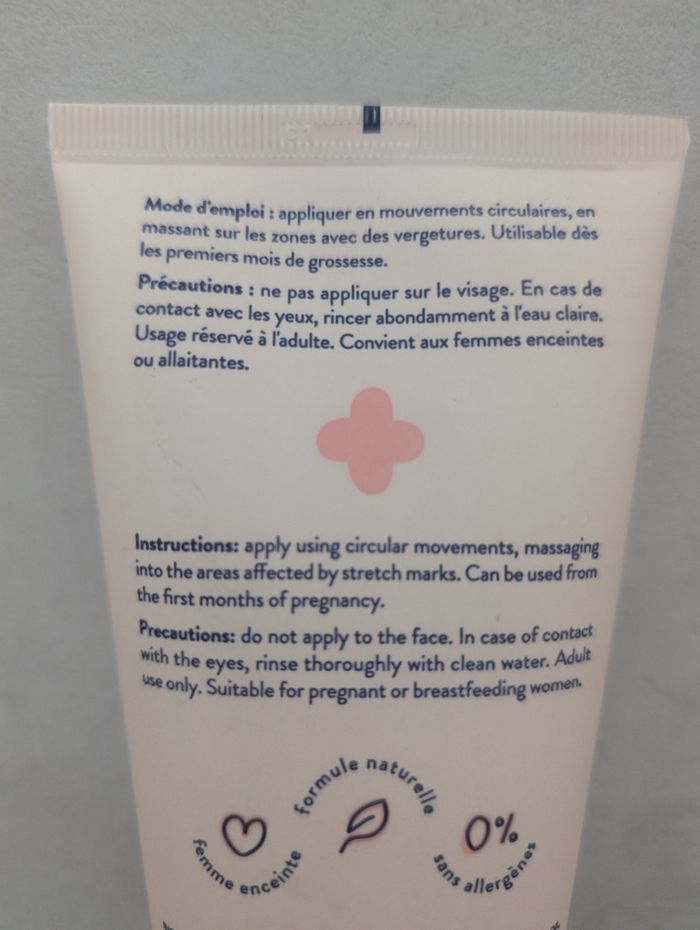 Mode d'emploi : appliquer en mouvements circulaires, en
massant sur les zones avec des vergetures. Utilisable dès
les premiers mois de grossesse.
Précautions : ne pas appliquer sur le visage. En cas de
contact avec les yeux, rincer abondamment à l'eau claire.
Usage réservé à l'adulte. Convient aux femmes enceintes
ou allaitantes.
Instructions: apply using circular movements, massaging
into the areas affected by stretch marks. Can be used from
the first months of pregnancy.
Precautions: do not apply to the face. In case of contact
with the eyes, rinse thoroughly with clean water. Adult
use only. Suitable for pregnant or breastfeeding women.
femme enceinte
formule naturelle
0%
sans allergènes